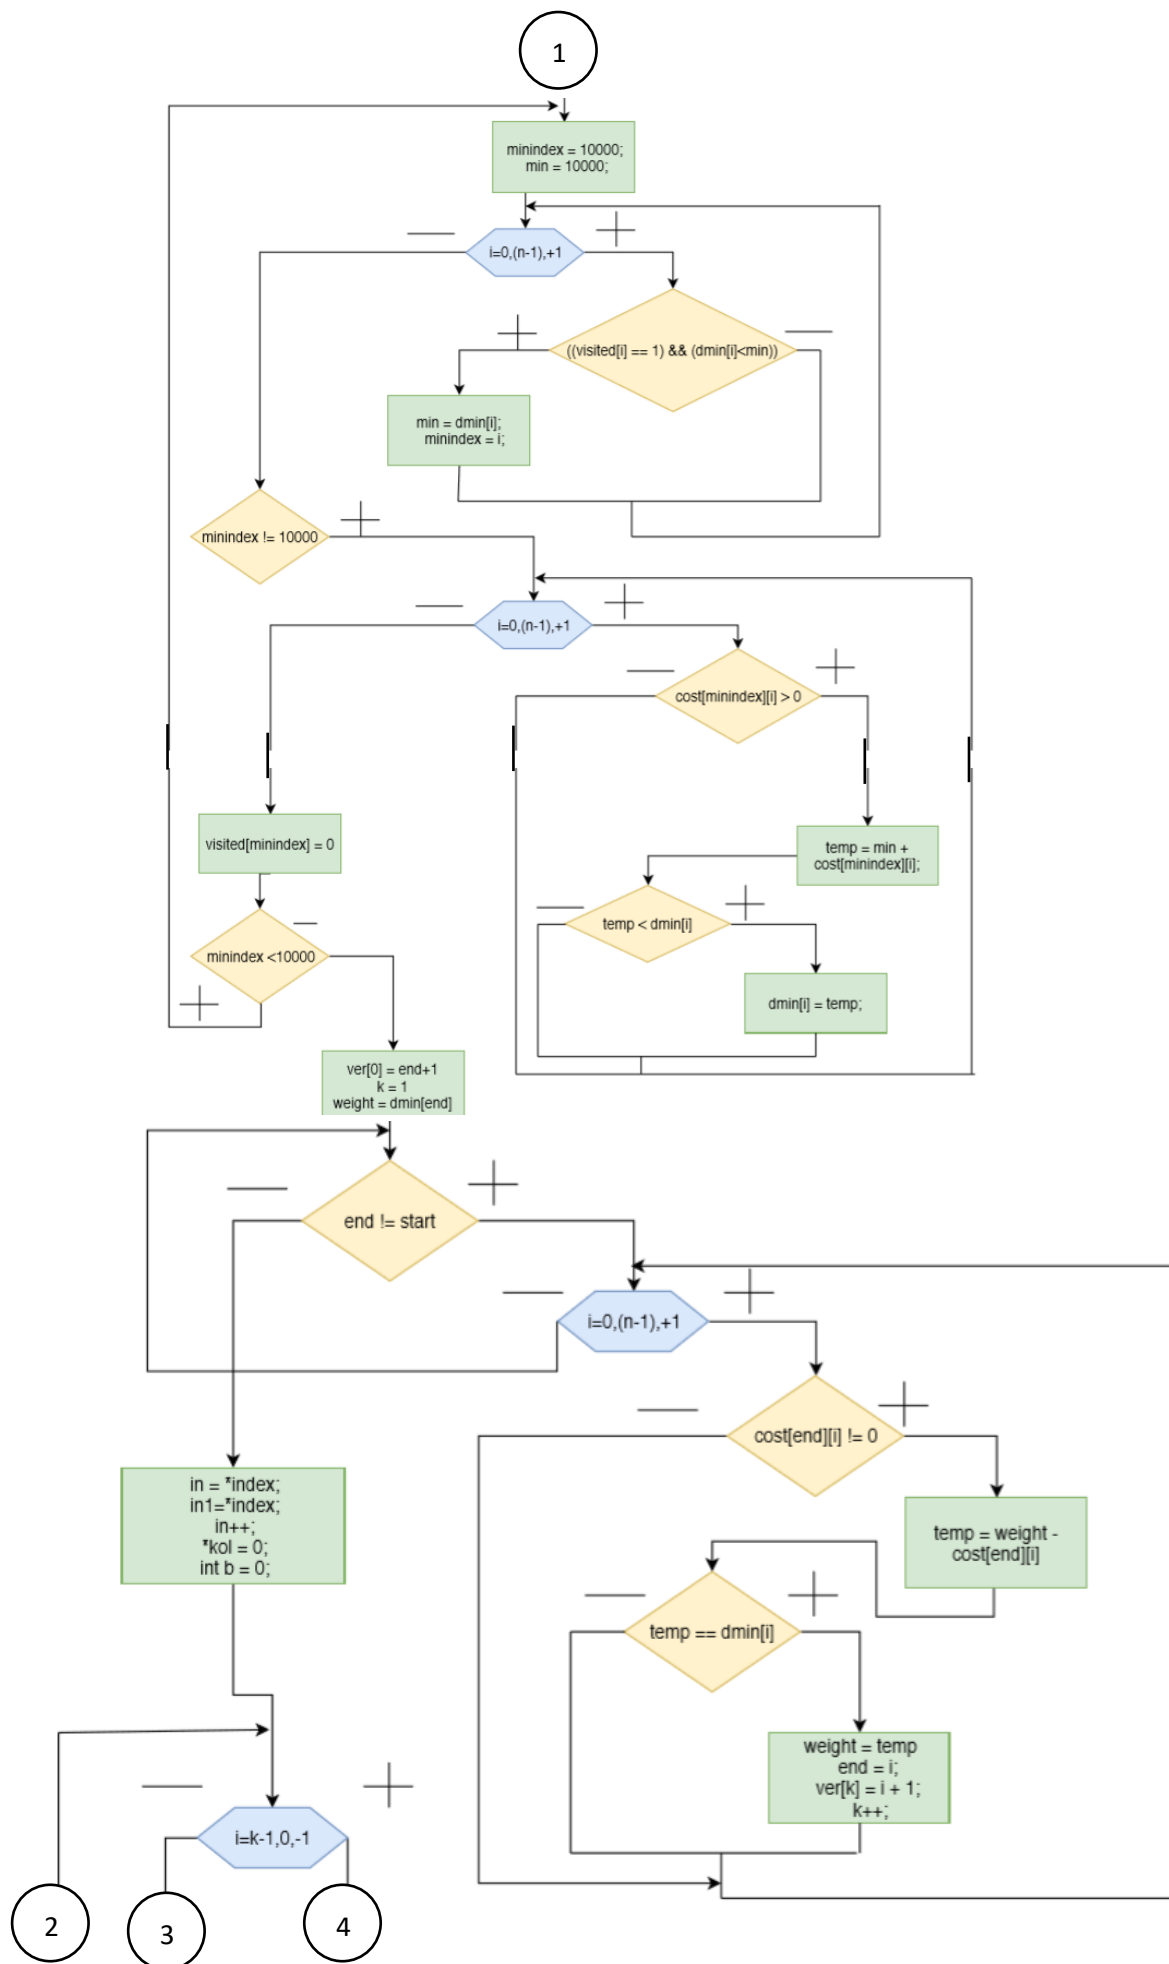 1
minindex = 10000;
min = 10000;
i=0,(n-1),+1
((visited[i] == 1) && (dmin[i]<min))
min = dmin[i];
minindex = i;
minindex != 10000
i=0,(n-1),+1
cost[minindex][i] > 0
visited[minindex] = 0
temp = min +
cost[minindex][i];
temp < dmin[i]
minindex <10000
dmin[i] = temp;
ver[0] = end+1
k = 1
weight = dmin[end]
end != start
i=0,(n-1),+1
cost[end][i] != 0
in = *index;
in1=*index;
in++;
*kol = 0;
int b = 0;
temp = weight -
cost[end][i]
temp == dmin[i]
weight = temp
end = i;
ver[k] = i + 1;
k++;
i=k-1,0,-1
2
3
4